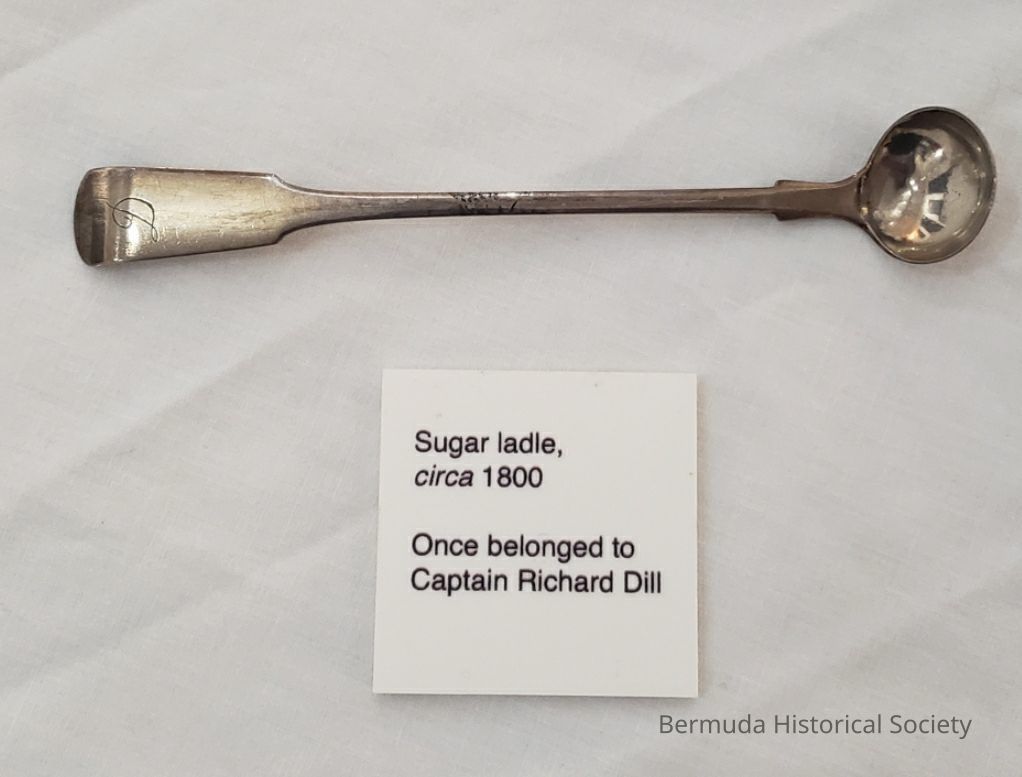 D
Sugar ladle,
circa 1800
Once belonged to
Captain Richard Dill
Bermuda Historical Society